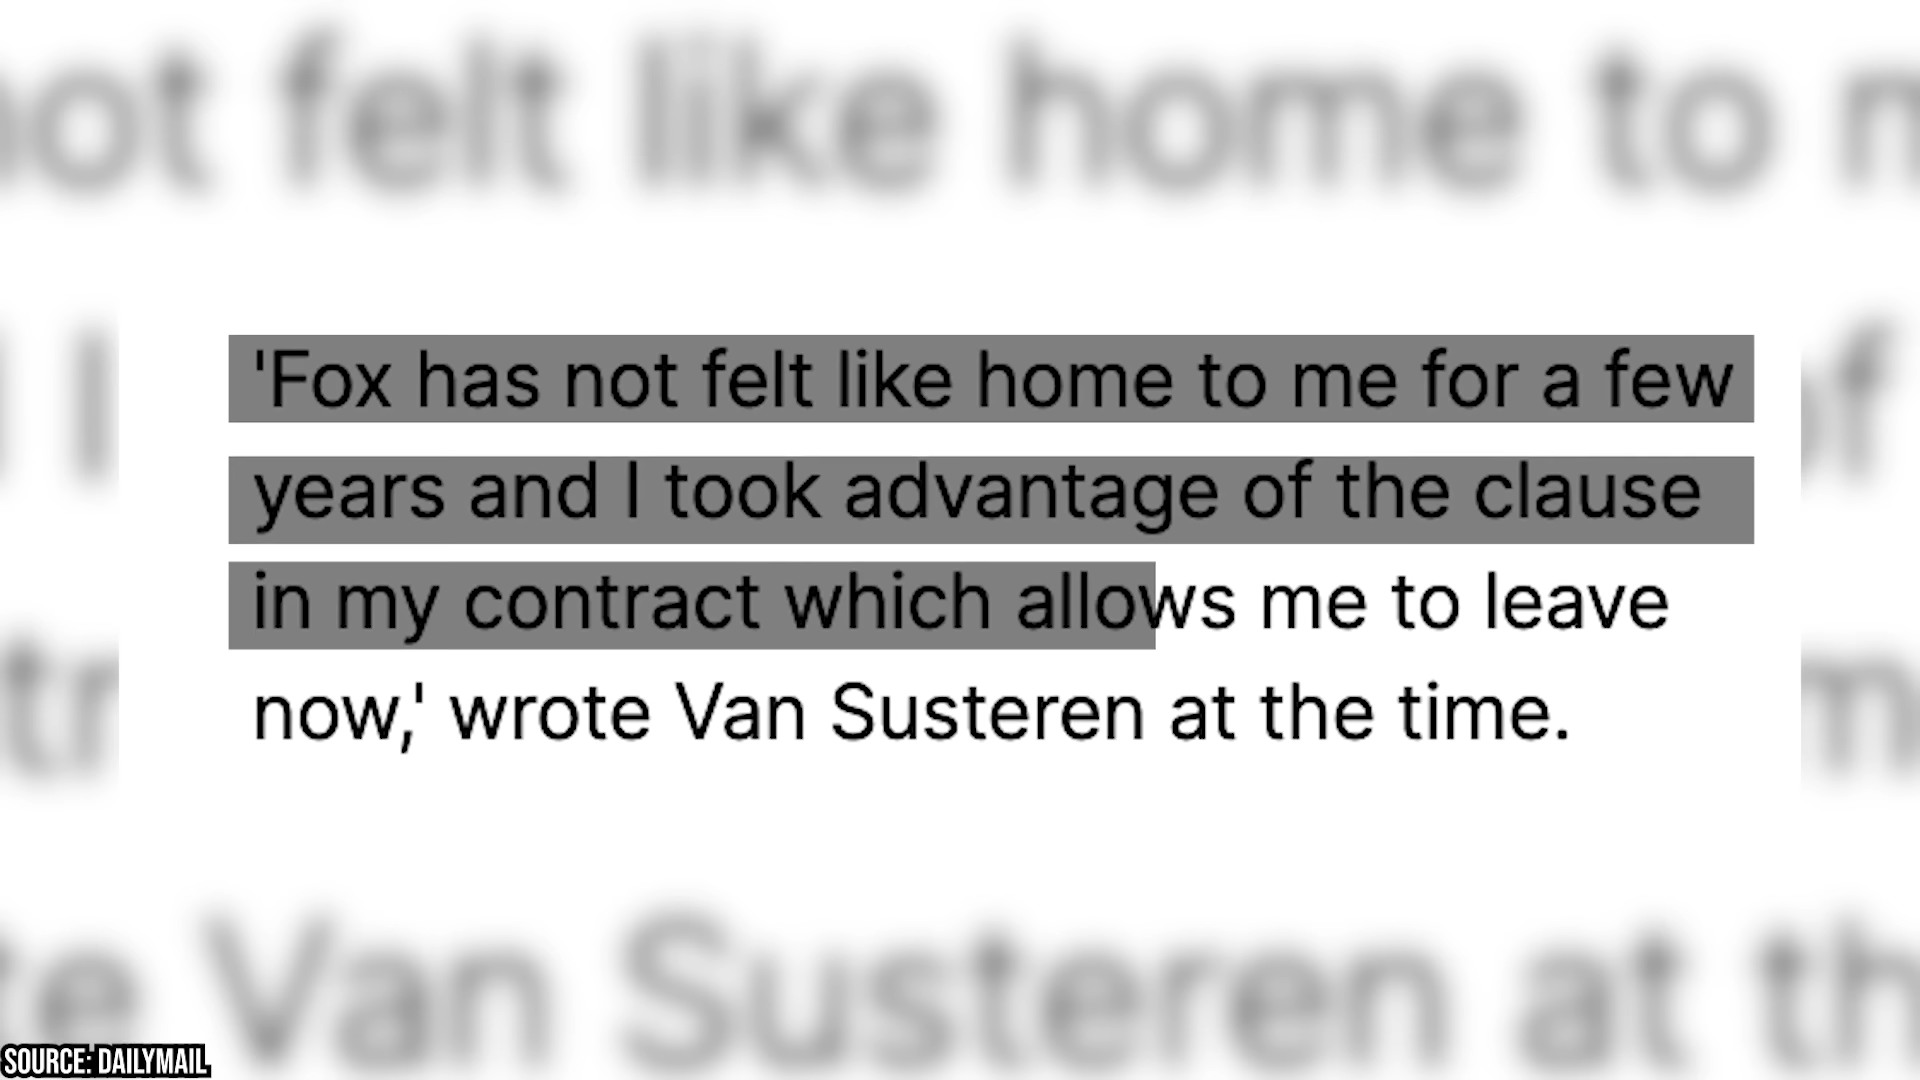 'Fox has not felt like home to me for a few
years and I took advantage of the clause
in my contract which allows me to leave
now,' wrote Van Susteren at the time.
SOURCE: DAILYMAIL